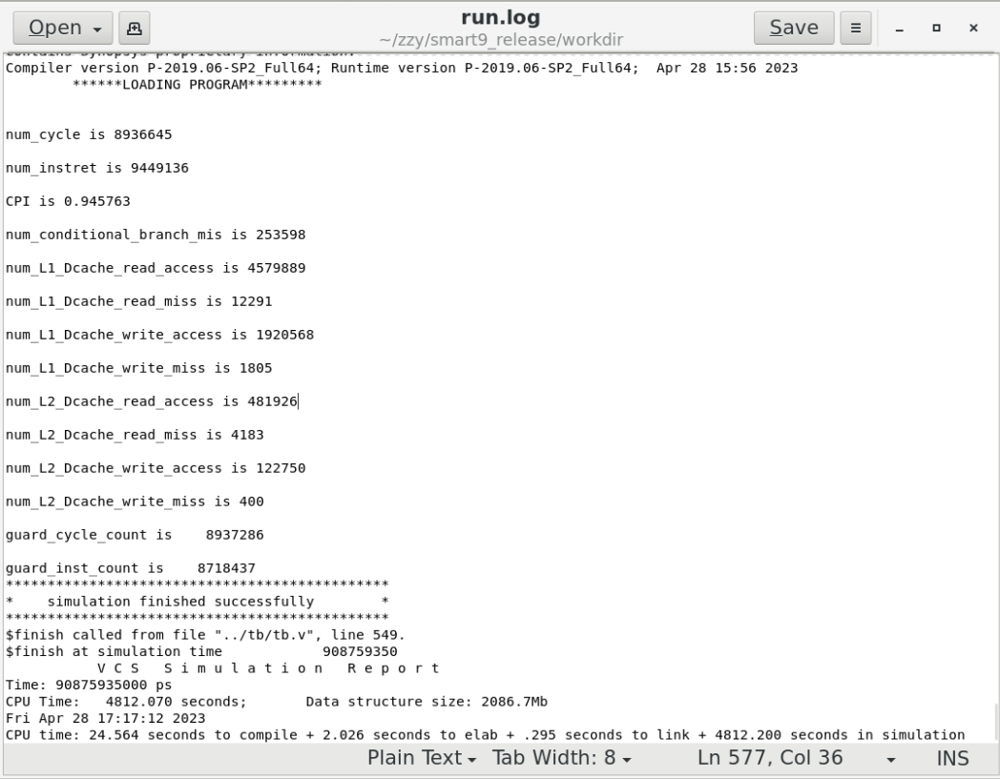 Open
run.log
~/zzy/smart9_release/workdir
Save
contains Synopsys proprietary information.
Compiler version P-2019.06-SP2_Full64; Runtime version P-2019.06-SP2_Full64;  Apr 28 15:56 2023
******LOADING PROGRAM*********
num_cycle is 8936645
num_instret is 9449136
CPI is 0.945763
num_conditional_branch_mis is 253598
num_L1_Dcache_read_access is 4579889
num_L1_Dcache_read_miss is 12291
num_L1_Dcache_write_access is 1920568
num_L1_Dcache_write_miss is 1805
num_L2_Dcache_read_access is 481926
num_L2_Dcache_read_miss is 4183
num_L2_Dcache_write_access is 122750
num_L2_Dcache_write_miss is 400
guard_cycle_count is    8937286
guard_inst_count is    8718437
**********************************************
*    simulation finished successfully        *
**********************************************
$finish called from file "../tb/tb.v", line 549.
$finish at simulation time            908759350
V C S   S i m u l a t i o n   R e p o r t
Time: 90875935000 ps
CPU Time:   4812.070 seconds;       Data structure size: 2086.7Mb
Fri Apr 28 17:17:12 2023
CPU time: 24.564 seconds to compile + 2.026 seconds to elab + .295 seconds to link + 4812.200 seconds in simulation
Plain Text Tab Width: 8 Ln 577, Col 36 INS